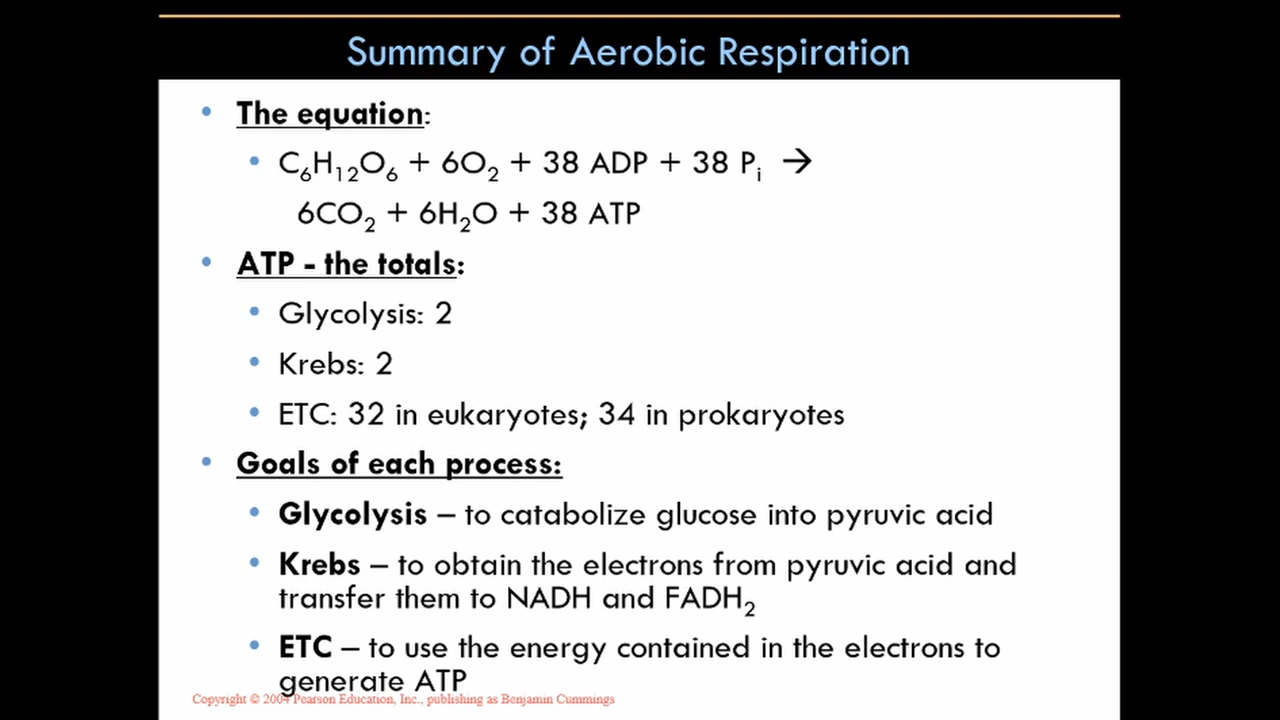 Summary of Aerobic Respiration
• The equation:
• C₆H₁₂O₆ + 6O₂ + 38 ADP + 38 Pᵢ →
6CO₂ + 6H₂O + 38 ATP
• ATP - the totals:
• Glycolysis: 2
• Krebs: 2
• ETC: 32 in eukaryotes; 34 in prokaryotes
• Goals of each process:
• Glycolysis – to catabolize glucose into pyruvic acid
• Krebs – to obtain the electrons from pyruvic acid and
transfer them to NADH and FADH₂
• ETC – to use the energy contained in the electrons to
generate ATP
Copyright © 2004 Pearson Education, Inc., publishing as Benjamin Cummings